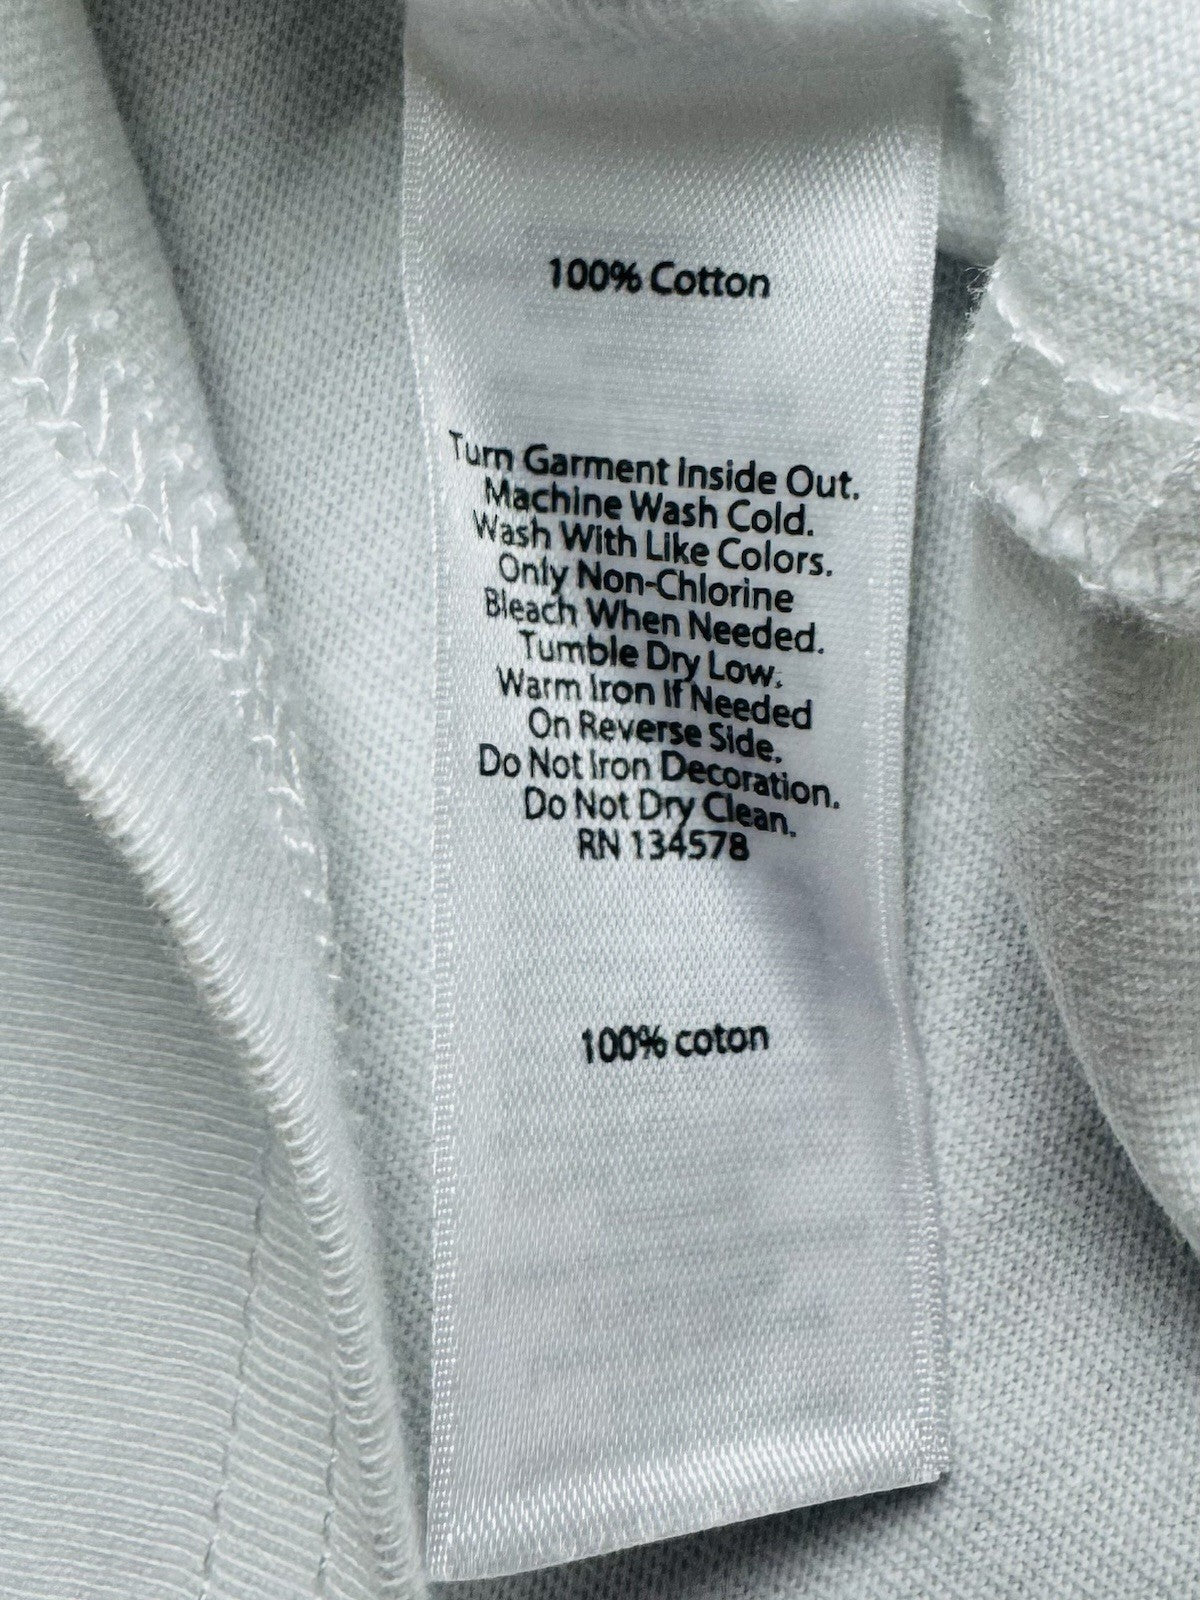 100% Cotton
Turn Garment Inside Out.
Machine Wash Cold.
Wash With Like Colors.
Only Non-Chlorine
Bleach When Needed.
Tumble Dry Low.
Warm Iron If Needed
On Reverse Side.
Do Not Iron Decoration.
Do Not Dry Clean.
RN 134578
100% coton